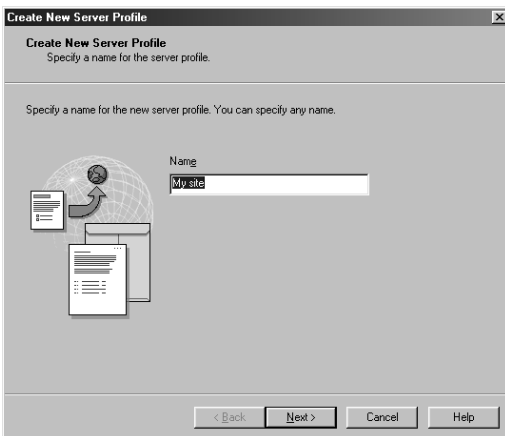 Create New Server Profile
Create New Server Profile
Specify a name for the server profile.
Specify a name for the new server profile. You can specify any name.
Name
My site
< Back
Next >
Cancel
Help